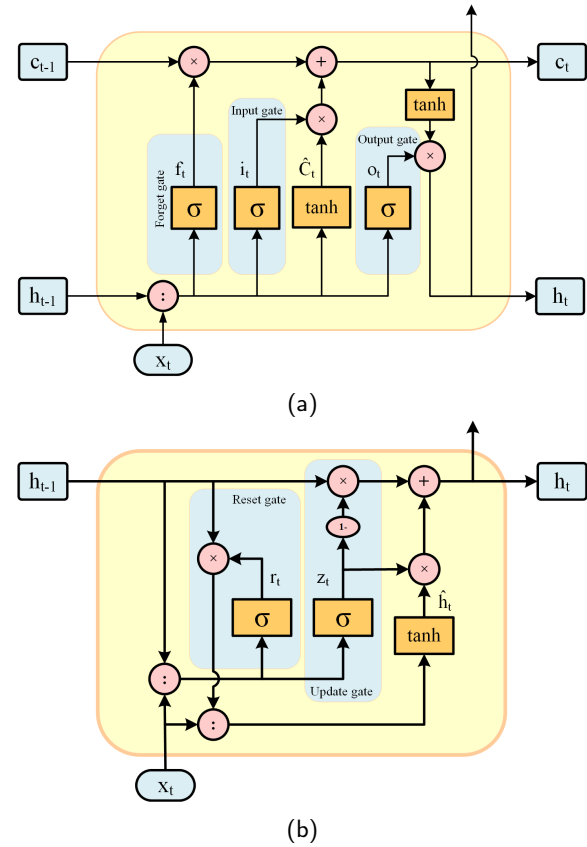 c_t-1
×
+
c_t
tanh
Input gate
×
Output gate
×
Forget gate
f_t
i_t
Ĉ_t
o_t
σ
σ
tanh
σ
h_t-1
:
h_t
x_t
(a)
h_t-1
×
+
h_t
Reset gate
1-
×
r_t
z_t
×
ĥ_t
σ
σ
tanh
:
Update gate
:
x_t
(b)